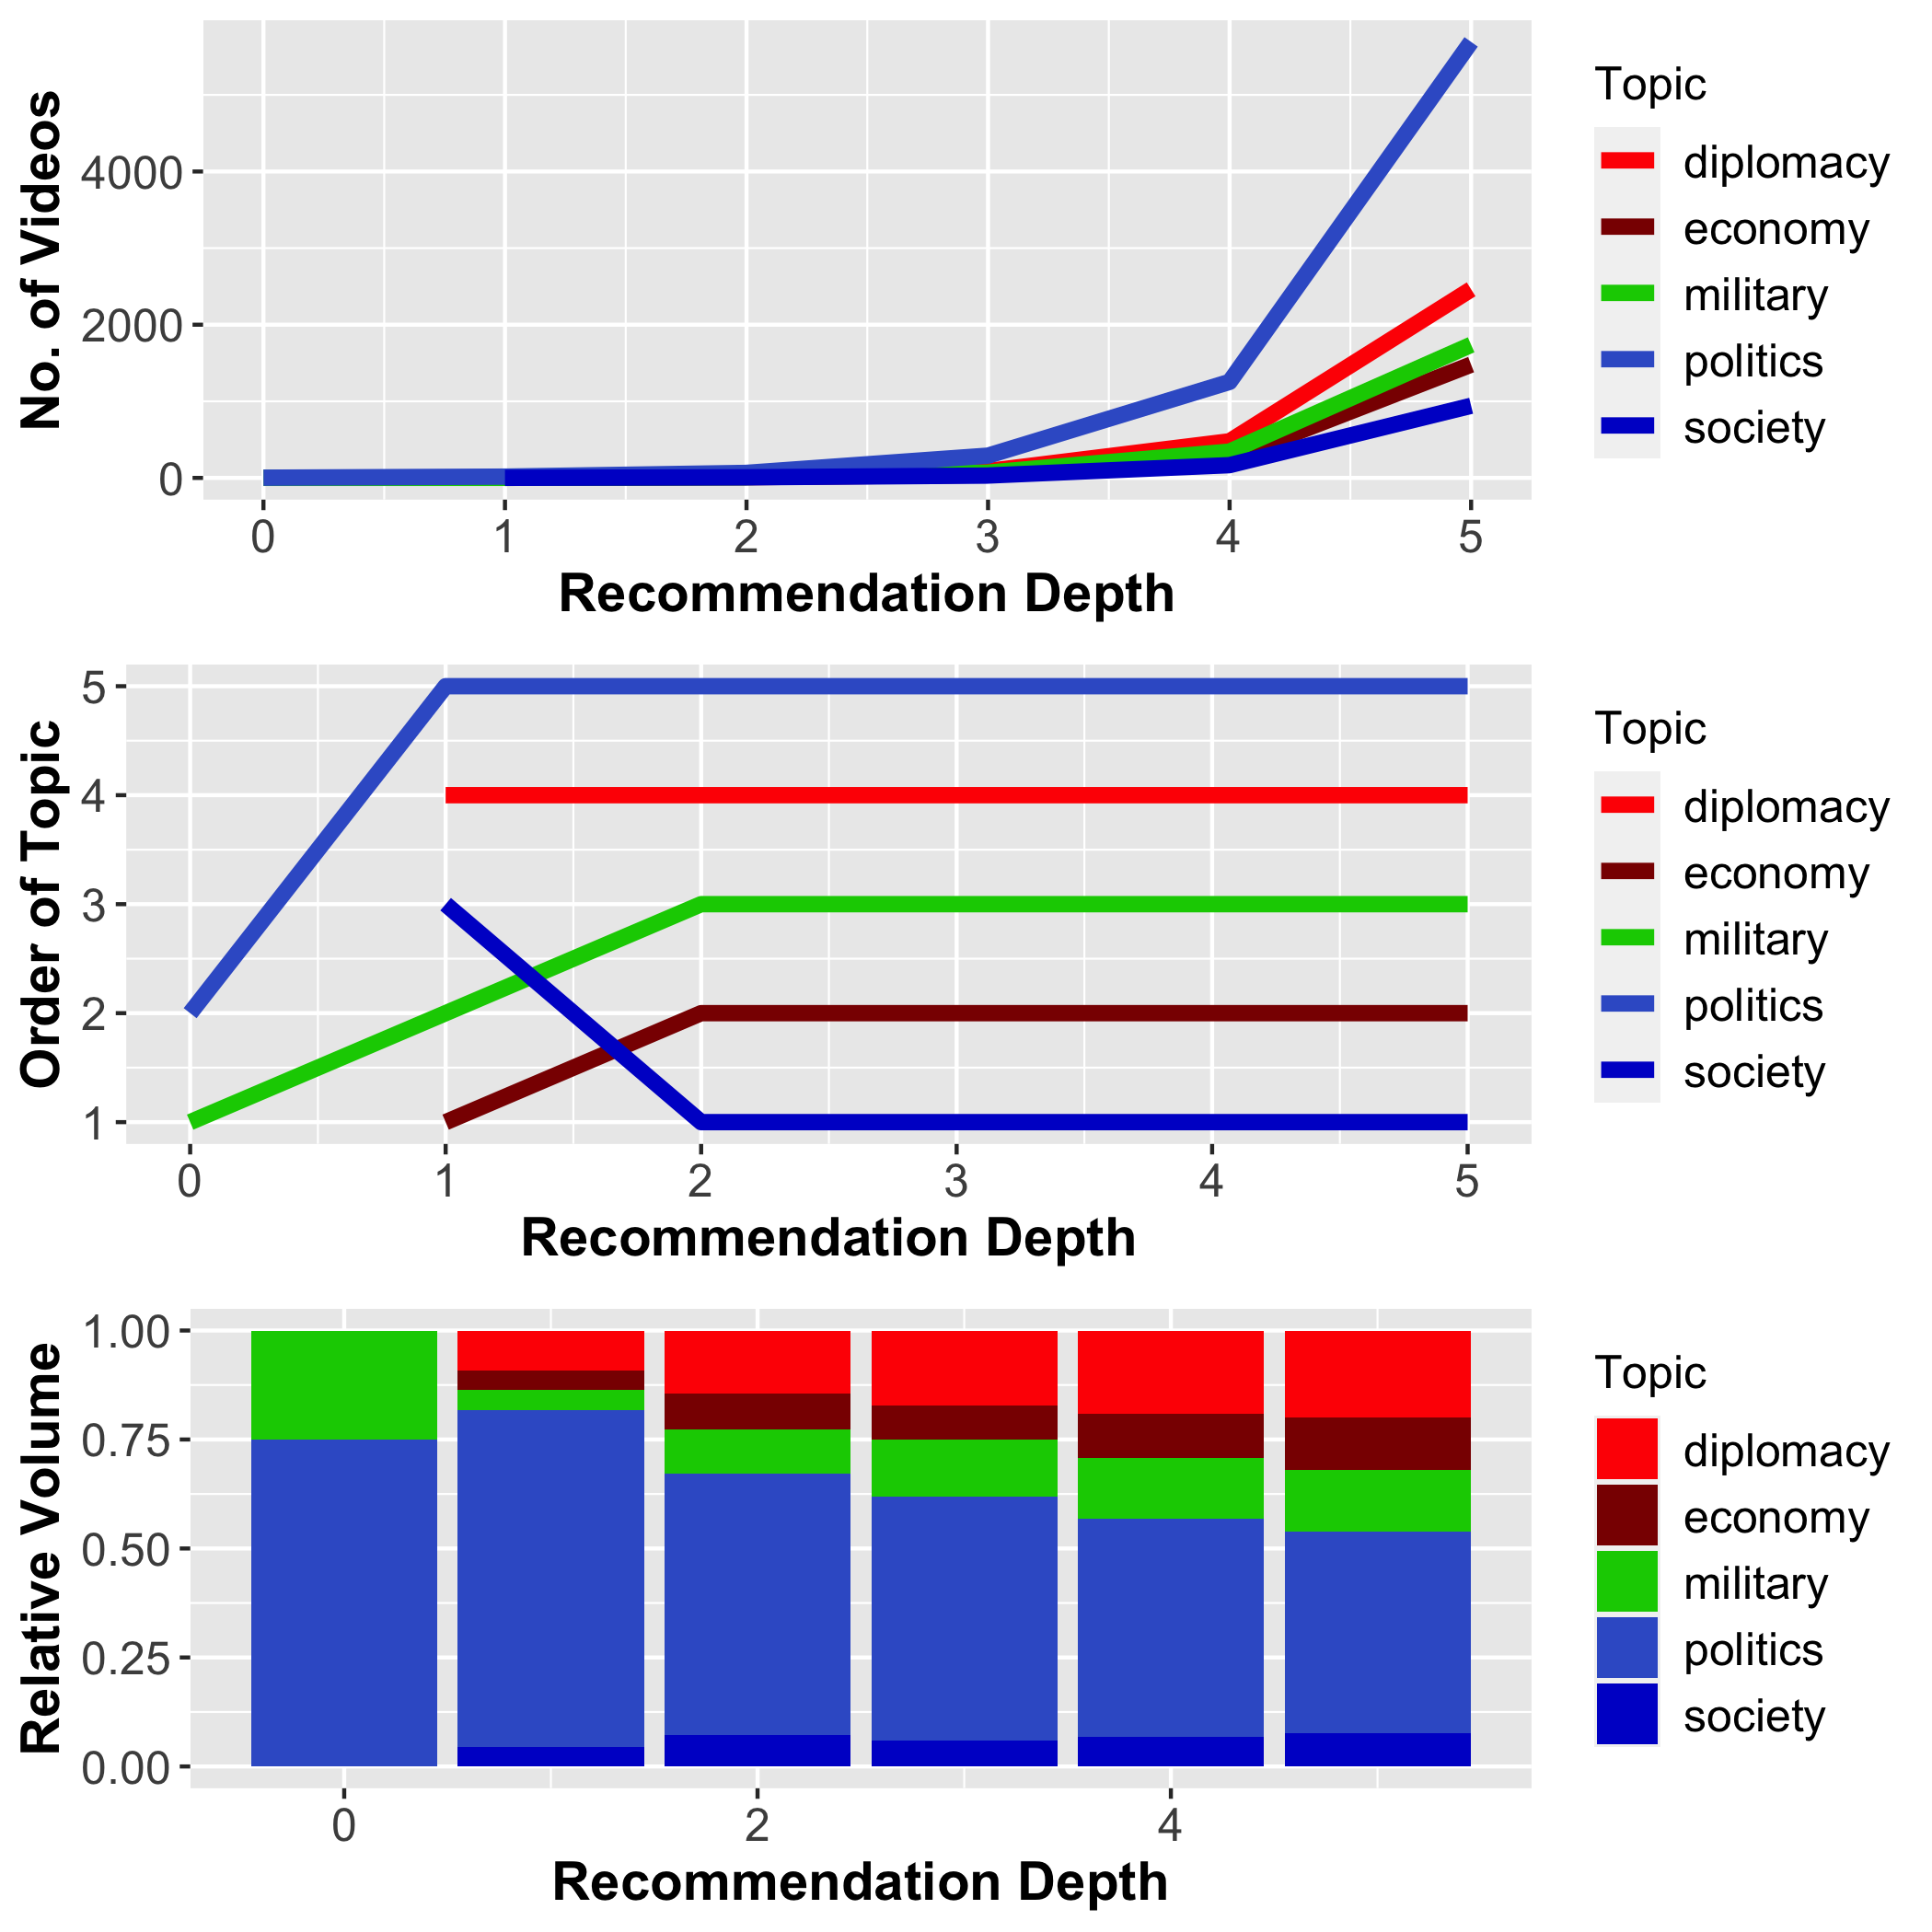 No. of Videos
4000
2000
0
0 1 2 3 4 5
Recommendation Depth
Topic
diplomacy
economy
military
politics
society
Order of Topic
5
4
3
2
1
0 1 2 3 4 5
Recommendation Depth
Topic
diplomacy
economy
military
politics
society
Relative Volume
1.00
0.75
0.50
0.25
0.00
0 2 4
Recommendation Depth
Topic
diplomacy
economy
military
politics
society